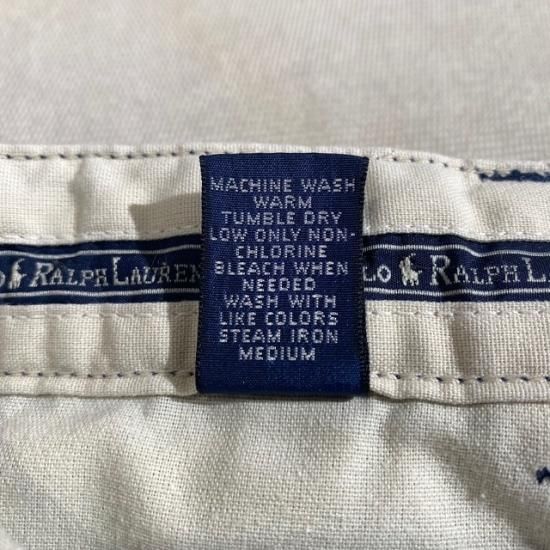 MACHINE WASH
WARM
TUMBLE DRY
LOW ONLY NON-
CHLORINE
BLEACH WHEN
NEEDED
WASH WITH
LIKE COLORS
STEAM IRON
MEDIUM
RALPH LAUREN
RALPH